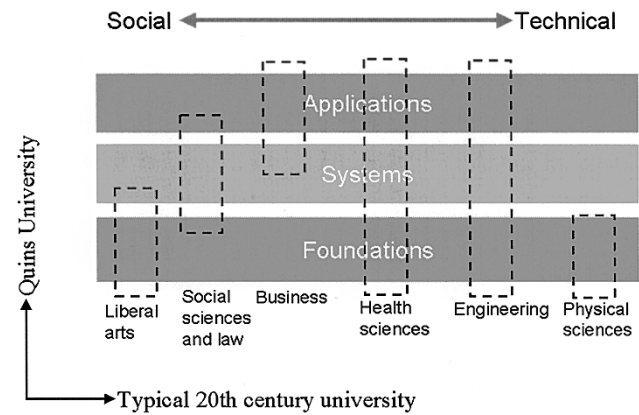 Social Technical
Applications
Systems
Foundations
Quins University
Liberal
arts
Social
sciences
and law
Business
Health
sciences
Engineering
Physical
sciences
Typical 20th century university